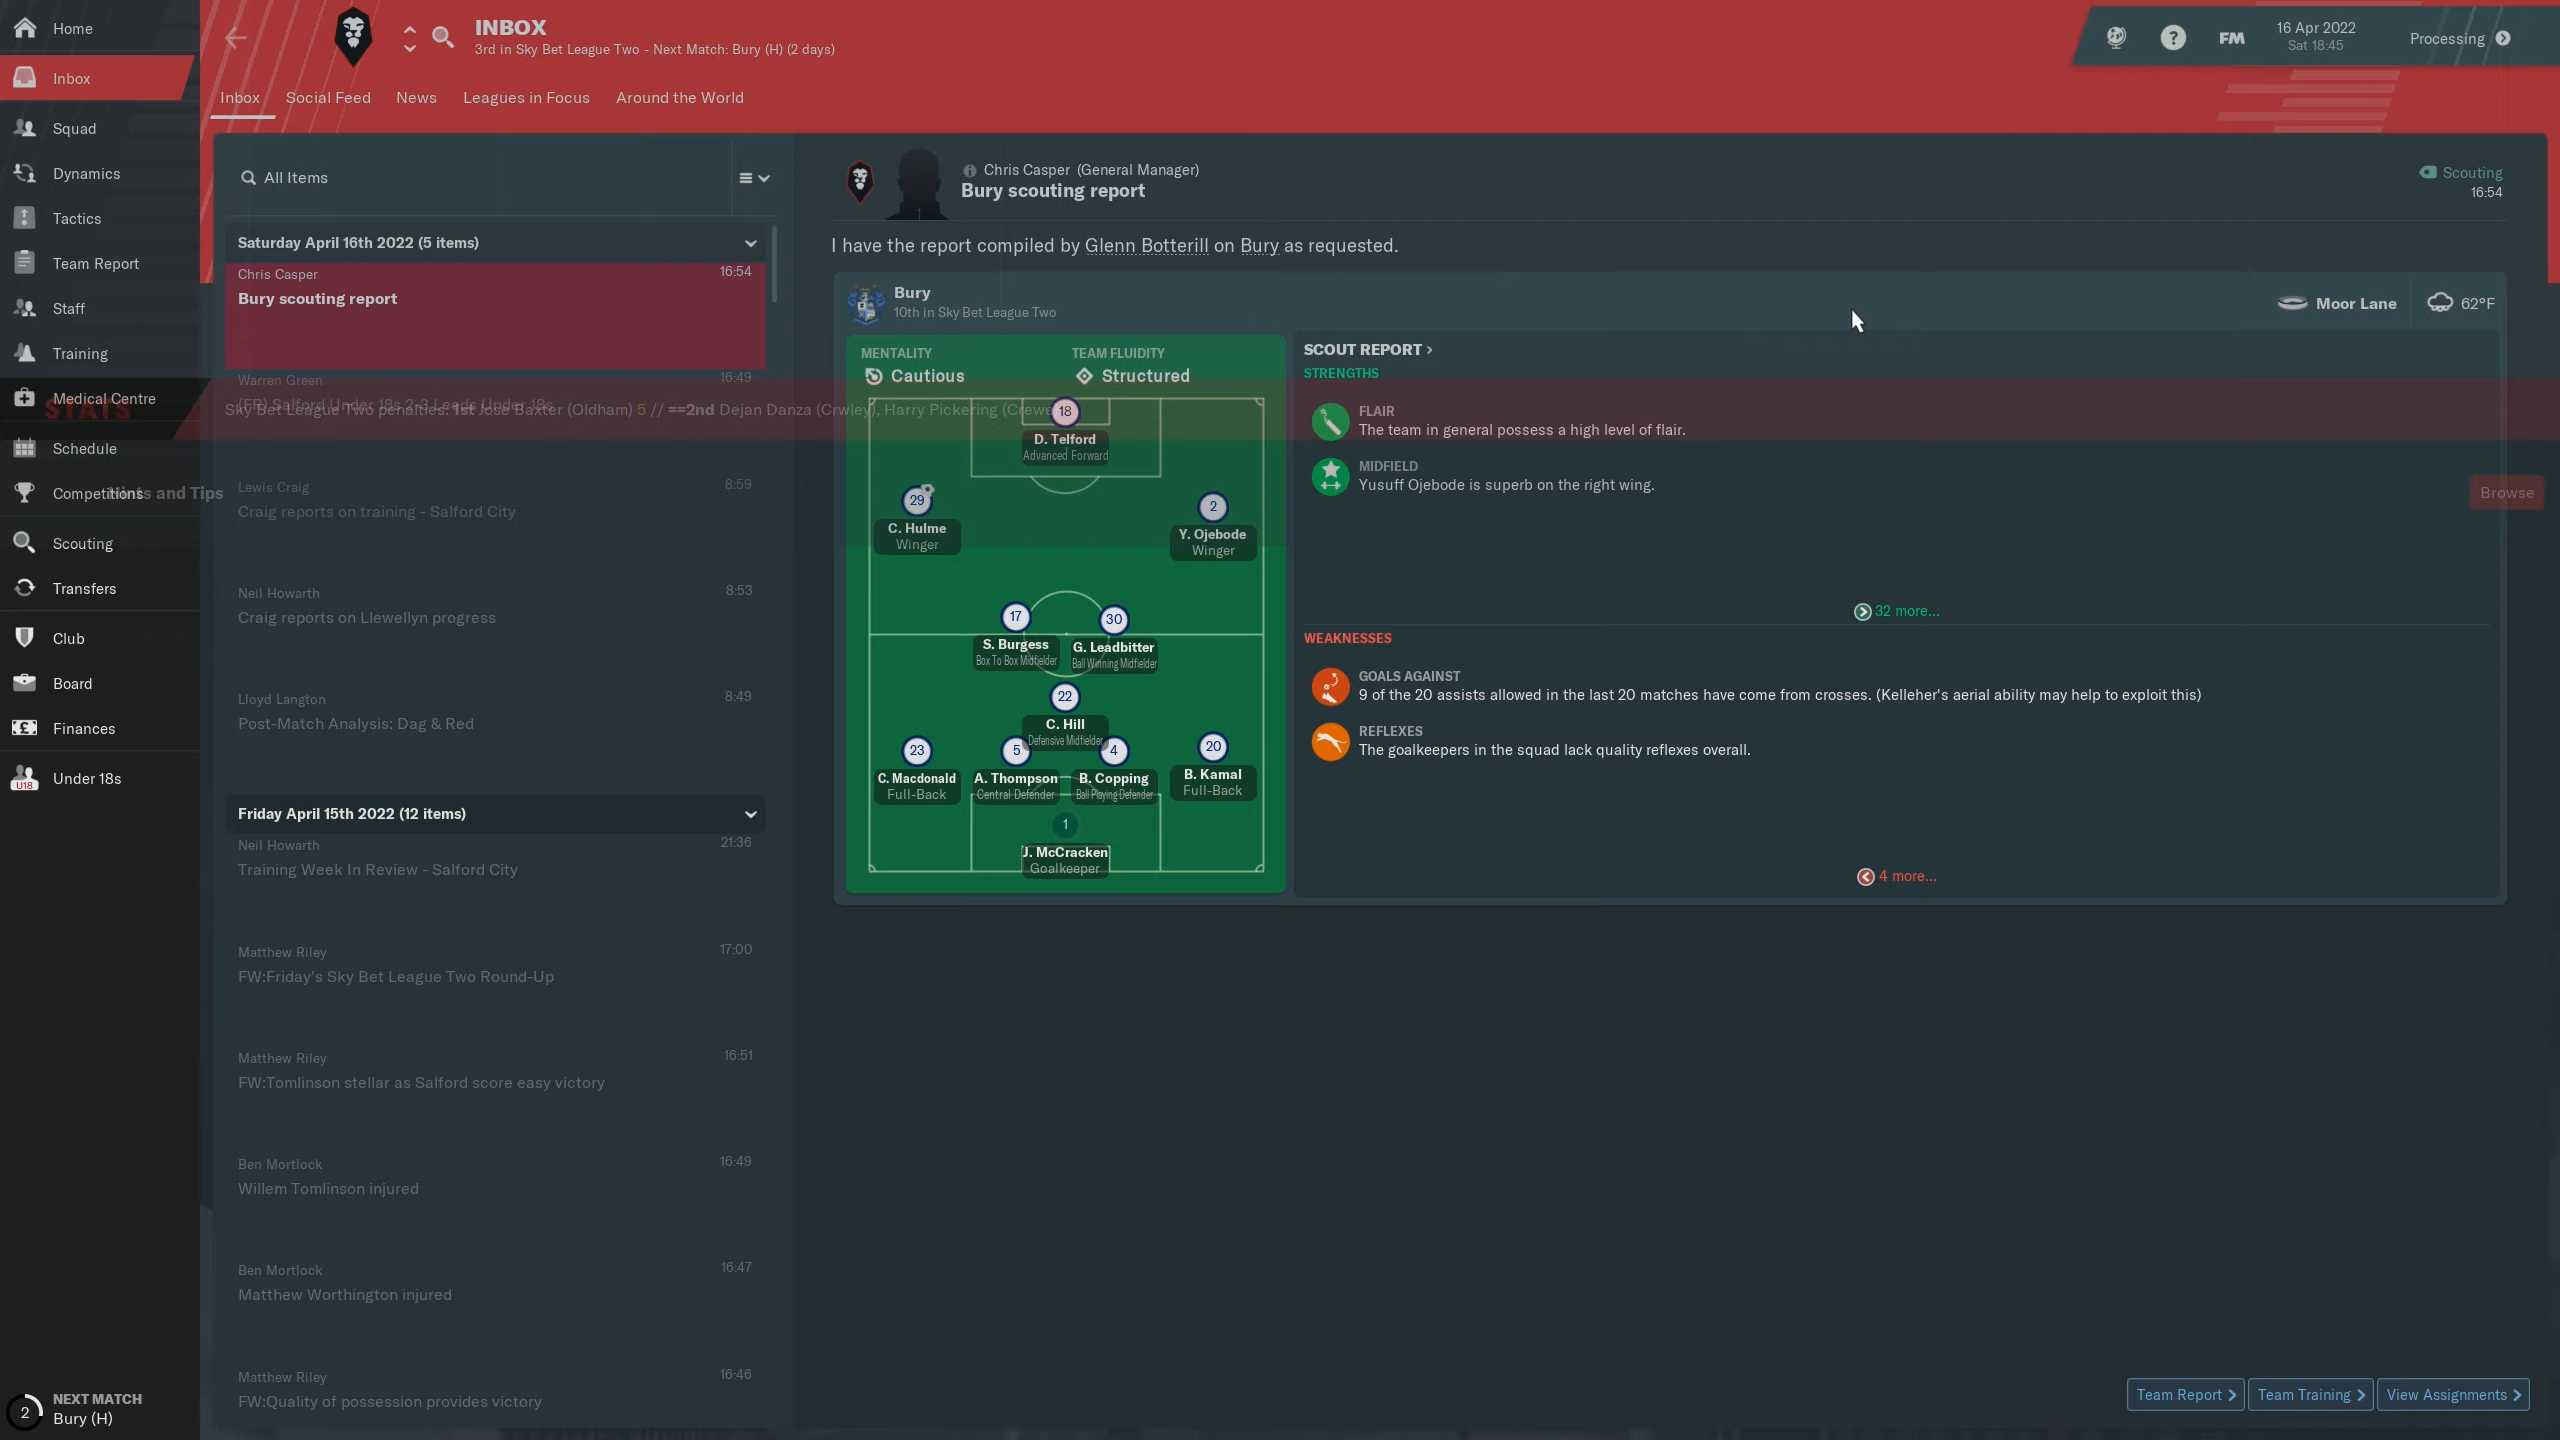 Home
Inbox
Squad
Dynamics
Tactics
Team Report
Staff
Training
Medical Centre
STATS
Schedule
Competitions
Hints and Tips
Scouting
Transfers
Club
Board
Finances
U18
Under 18s
2
NEXT MATCH
Bury (H)
INBOX
3rd in Sky Bet League Two - Next Match: Bury (H) (2 days)
?
FM
16 Apr 2022
Sat 18:45
Processing
Inbox Social Feed News Leagues in Focus Around the World
All Items
Saturday April 16th 2022 (5 items)
Chris Casper 16:54
Bury scouting report
Warren Green 16:49
(FR) Salford Under 18s 2-3 Leeds Under 18s
Sky Bet League Two penalties: 1st Jose Baxter (Oldham) 5 // ==2nd Dejan Danza (Crwley), Harry Pickering (Crewe
Lewis Craig 8:59
Craig reports on training - Salford City
Neil Howarth 8:53
Craig reports on Llewellyn progress
Lloyd Langton 8:49
Post-Match Analysis: Dag & Red
Friday April 15th 2022 (12 items)
Neil Howarth 21:36
Training Week In Review - Salford City
Matthew Riley 17:00
FW:Friday's Sky Bet League Two Round-Up
Matthew Riley 16:51
FW:Tomlinson stellar as Salford score easy victory
Ben Mortlock 16:49
Willem Tomlinson injured
Ben Mortlock 16:47
Matthew Worthington injured
Matthew Riley 16:46
FW:Quality of possession provides victory
Chris Casper (General Manager)
Bury scouting report
Scouting
16:54
I have the report compiled by Glenn Botterill on Bury as requested.
Bury
10th in Sky Bet League Two
Moor Lane
62°F
MENTALITY
Cautious
TEAM FLUIDITY
Structured
18
D. Telford
Advanced Forward
29
C. Hulme
Winger
2
Y. Ojebode
Winger
17
S. Burgess
Box To Box Midfielder
30
G. Leadbitter
Ball Winning Midfielder
22
C. Hill
Defensive Midfielder
23
C. Macdonald
Full-Back
5
A. Thompson
Central Defender
4
B. Copping
Ball Playing Defender
20
B. Kamal
Full-Back
1
J. McCracken
Goalkeeper
SCOUT REPORT
STRENGTHS
FLAIR
The team in general possess a high level of flair.
MIDFIELD
Yusuff Ojebode is superb on the right wing.
Browse
32 more...
WEAKNESSES
GOALS AGAINST
9 of the 20 assists allowed in the last 20 matches have come from crosses. (Kelleher's aerial ability may help to exploit this)
REFLEXES
The goalkeepers in the squad lack quality reflexes overall.
4 more...
Team Report
Team Training
View Assignments